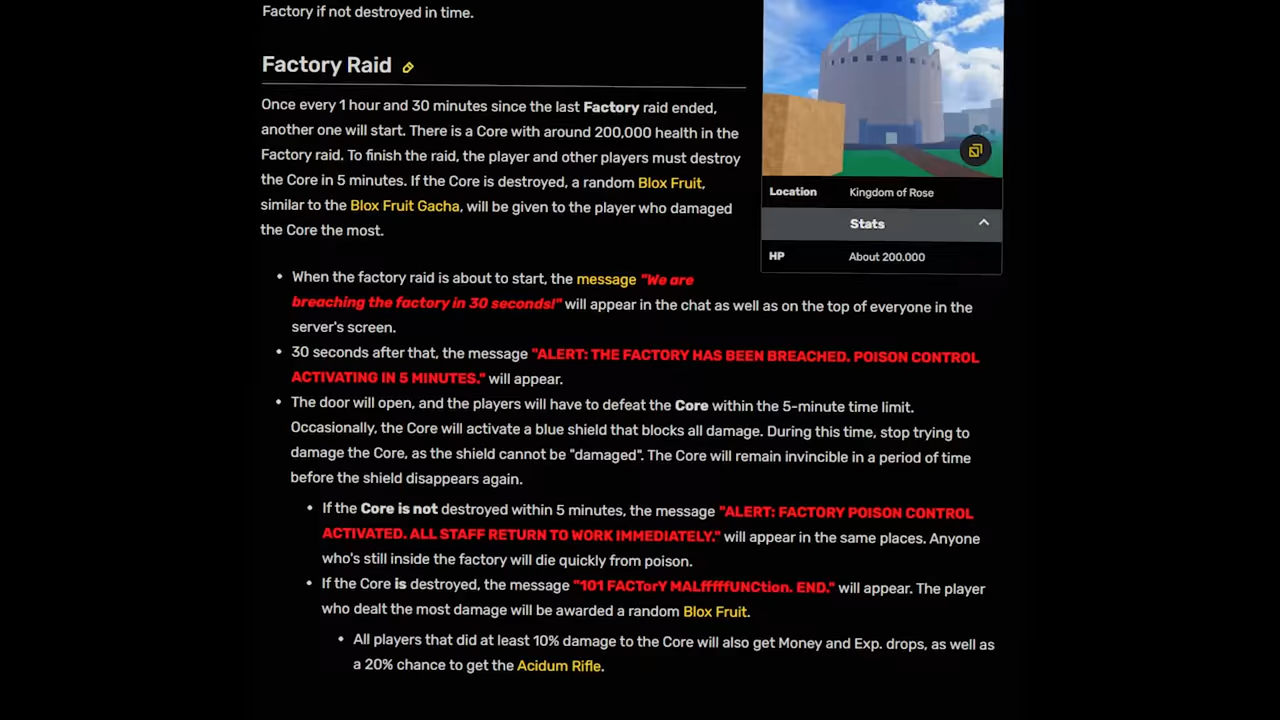 Factory if not destroyed in time.
Factory Raid
Once every 1 hour and 30 minutes since the last Factory raid ended,
another one will start. There is a Core with around 200,000 health in the
Factory raid. To finish the raid, the player and other players must destroy
the Core in 5 minutes. If the Core is destroyed, a random Blox Fruit,
similar to the Blox Fruit Gacha, will be given to the player who damaged
the Core the most.
Location Kingdom of Rose
Stats
HP About 200.000
• When the factory raid is about to start, the message "We are
breaching the factory in 30 seconds!" will appear in the chat as well as on the top of everyone in the
server's screen.
• 30 seconds after that, the message "ALERT: THE FACTORY HAS BEEN BREACHED. POISON CONTROL
ACTIVATING IN 5 MINUTES." will appear.
• The door will open, and the players will have to defeat the Core within the 5-minute time limit.
Occasionally, the Core will activate a blue shield that blocks all damage. During this time, stop trying to
damage the Core, as the shield cannot be "damaged". The Core will remain invincible in a period of time
before the shield disappears again.
• If the Core is not destroyed within 5 minutes, the message "ALERT: FACTORY POISON CONTROL
ACTIVATED. ALL STAFF RETURN TO WORK IMMEDIATELY." will appear in the same places. Anyone
who's still inside the factory will die quickly from poison.
• If the Core is destroyed, the message "101 FACTorY MALfffffUNCtion. END." will appear. The player
who dealt the most damage will be awarded a random Blox Fruit.
• All players that did at least 10% damage to the Core will also get Money and Exp. drops, as well as
a 20% chance to get the Acidum Rifle.